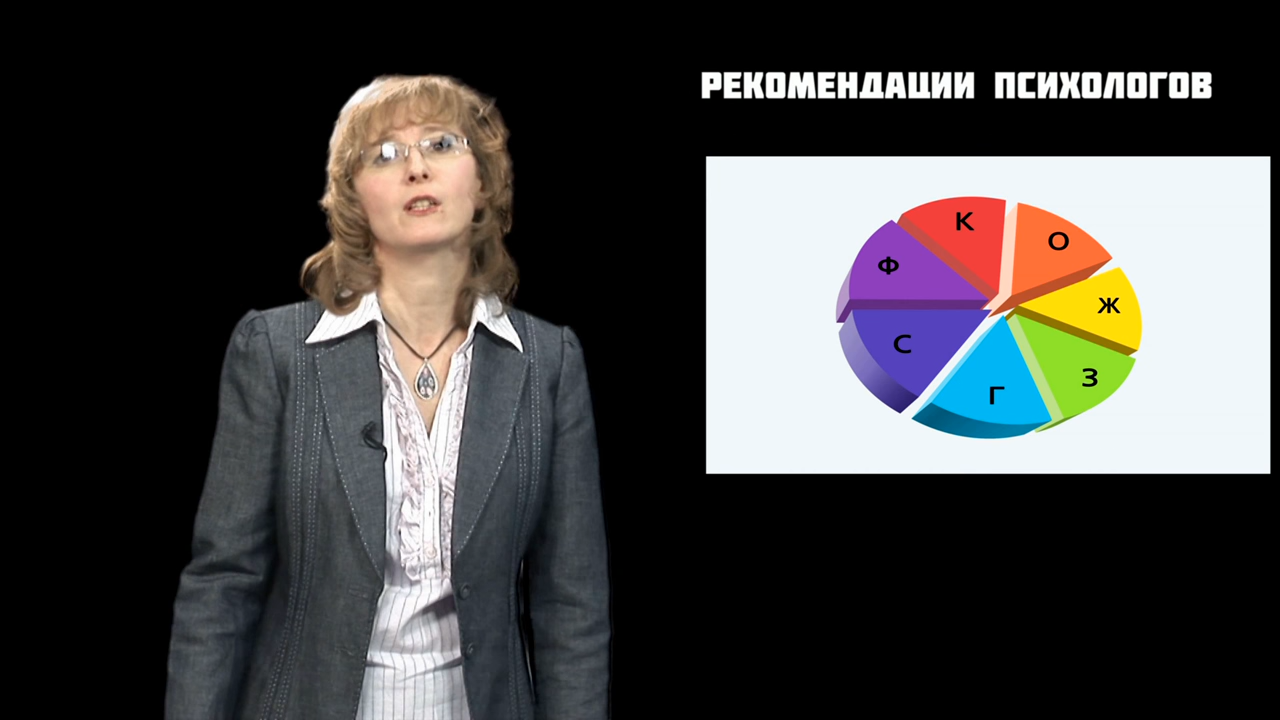 РЕКОМЕНДАЦИИ ПСИХОЛОГОВ
К
О
Ф
Ж
С
З
Г